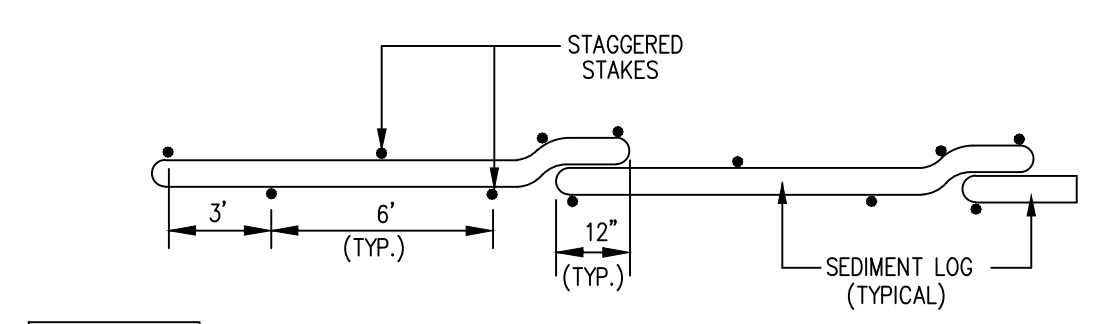 STAGGERED
STAKES
3'
6'
(TYP.)
12"
(TYP.)
SEDIMENT LOG
(TYPICAL)